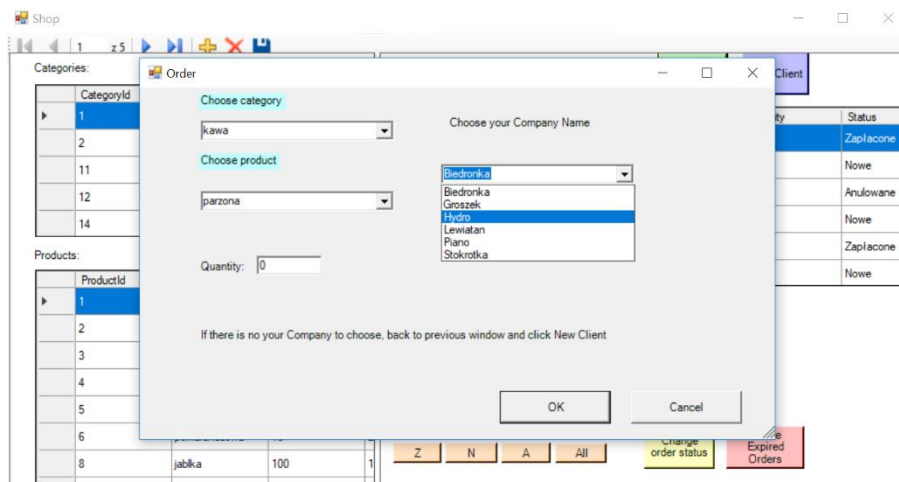 Shop
1 z 5
Categories:
CategoryId
1
2
11
12
14
Products:
ProductId
1
2
3
4
5
6
8 jablka 100 1
Order
Choose category
kawa
Choose product
parzona
Quantity: 0
Choose your Company Name
Biedronka
Biedronka
Groszek
Hydro
Lewiatan
Piano
Stokrotka
If there is no your Company to choose, back to previous window and click New Client
OK Cancel
Client
Status
Zapłacone
Nowe
Anulowane
Nowe
Zapłacone
Nowe
Z N A All
Change
order status
Expired
Orders